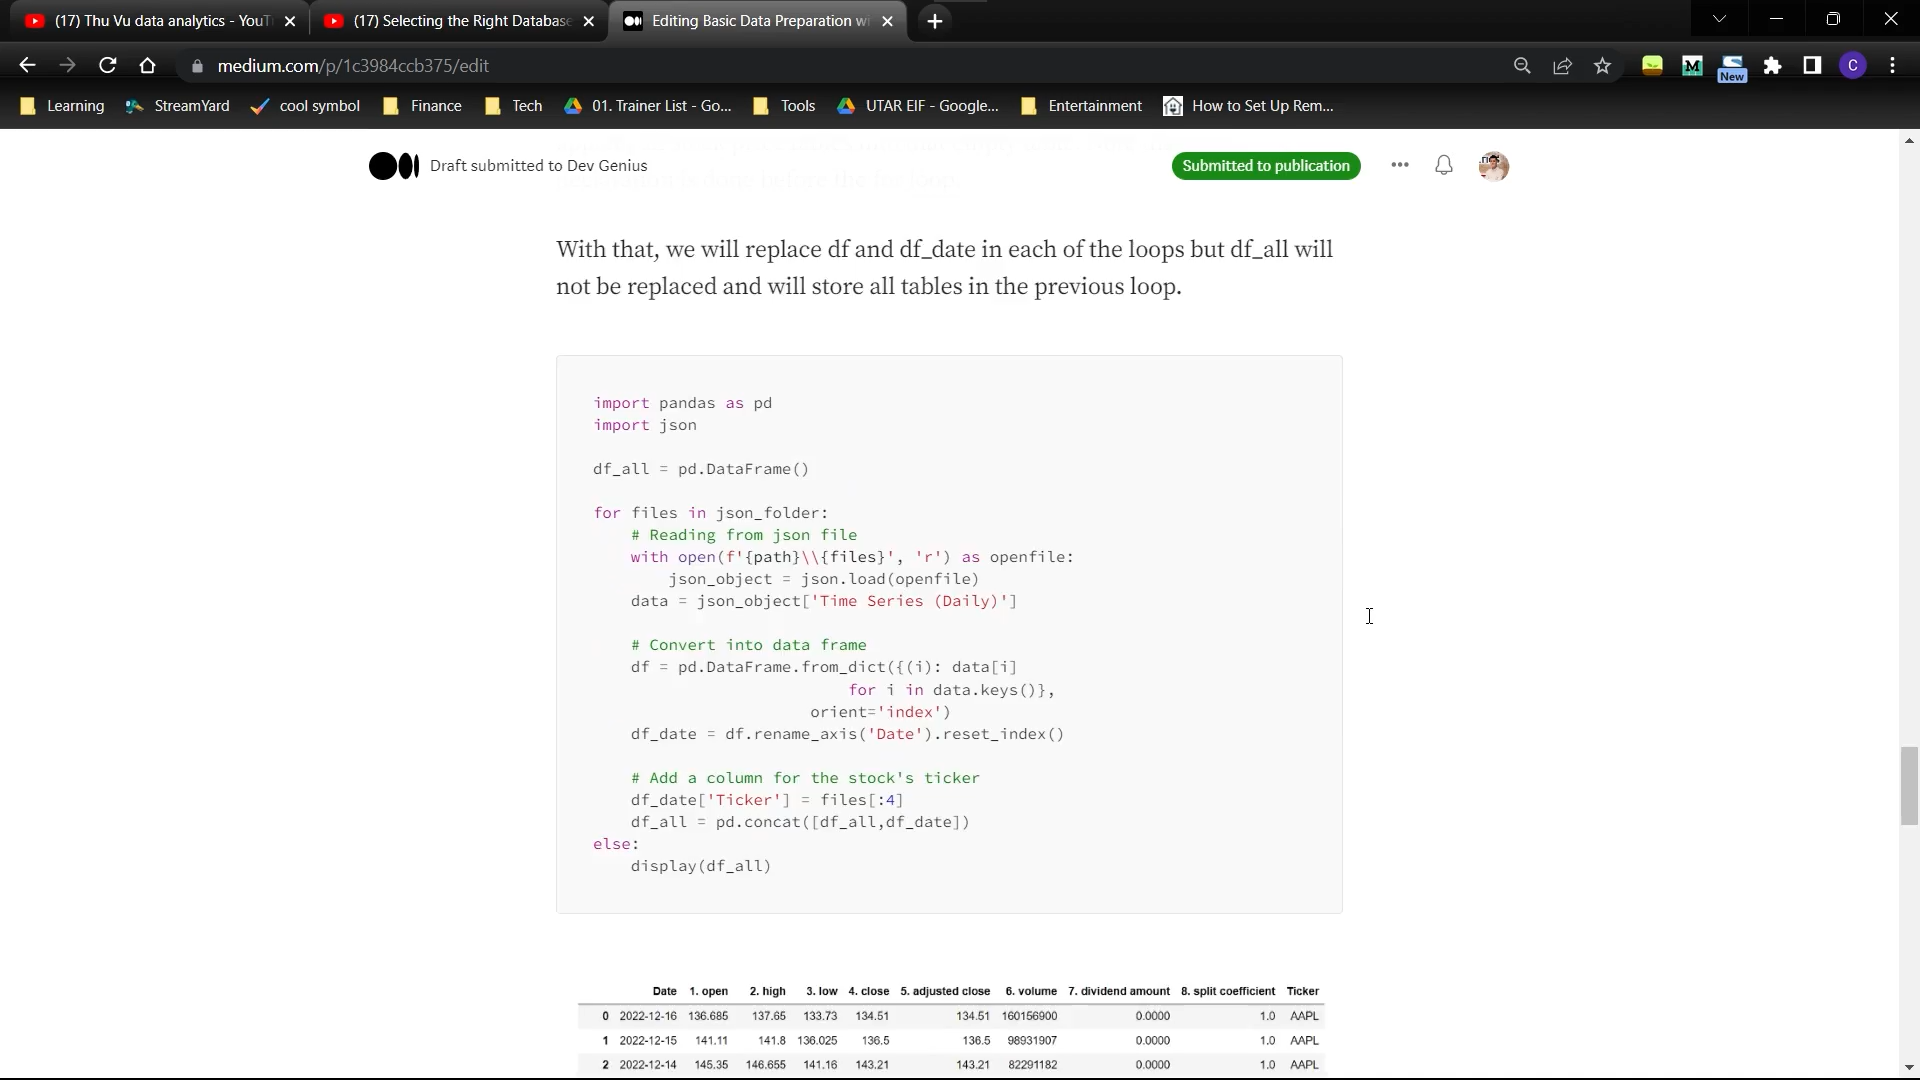 (17) Thu Vu data analytics - YouT
(17) Selecting the Right Database
Editing Basic Data Preparation wi
medium.com/p/1c3984ccb375/edit
New
C
Learning
StreamYard
cool symbol
Finance
Tech
01. Trainer List - Go...
Tools
UTAR EIF - Google...
Entertainment
How to Set Up Rem...
Draft submitted to Dev Genius
Submitted to publication
With that, we will replace df and df_date in each of the loops but df_all will
not be replaced and will store all tables in the previous loop.
import pandas as pd
import json
df_all = pd.DataFrame()
for files in json_folder:
# Reading from json file
with open(f'{path}\\{files}', 'r') as openfile:
json_object = json.load(openfile)
data = json_object['Time Series (Daily)']
# Convert into data frame
df = pd.DataFrame.from_dict({(i): data[i]
for i in data.keys()},
orient='index')
df_date = df.rename_axis('Date').reset_index()
# Add a column for the stock's ticker
df_date['Ticker'] = files[:4]
df_all = pd.concat([df_all,df_date])
else:
display(df_all)
Date 1. open 2. high 3. low 4. close 5. adjusted close 6. volume 7. dividend amount 8. split coefficient Ticker
0 2022-12-16 136.685 137.65 133.73 134.51 134.51 160156900 0.0000 1.0 AAPL
1 2022-12-15 141.11 141.8 136.025 136.5 136.5 98931907 0.0000 1.0 AAPL
2 2022-12-14 145.35 146.655 141.16 143.21 143.21 82291182 0.0000 1.0 AAPL